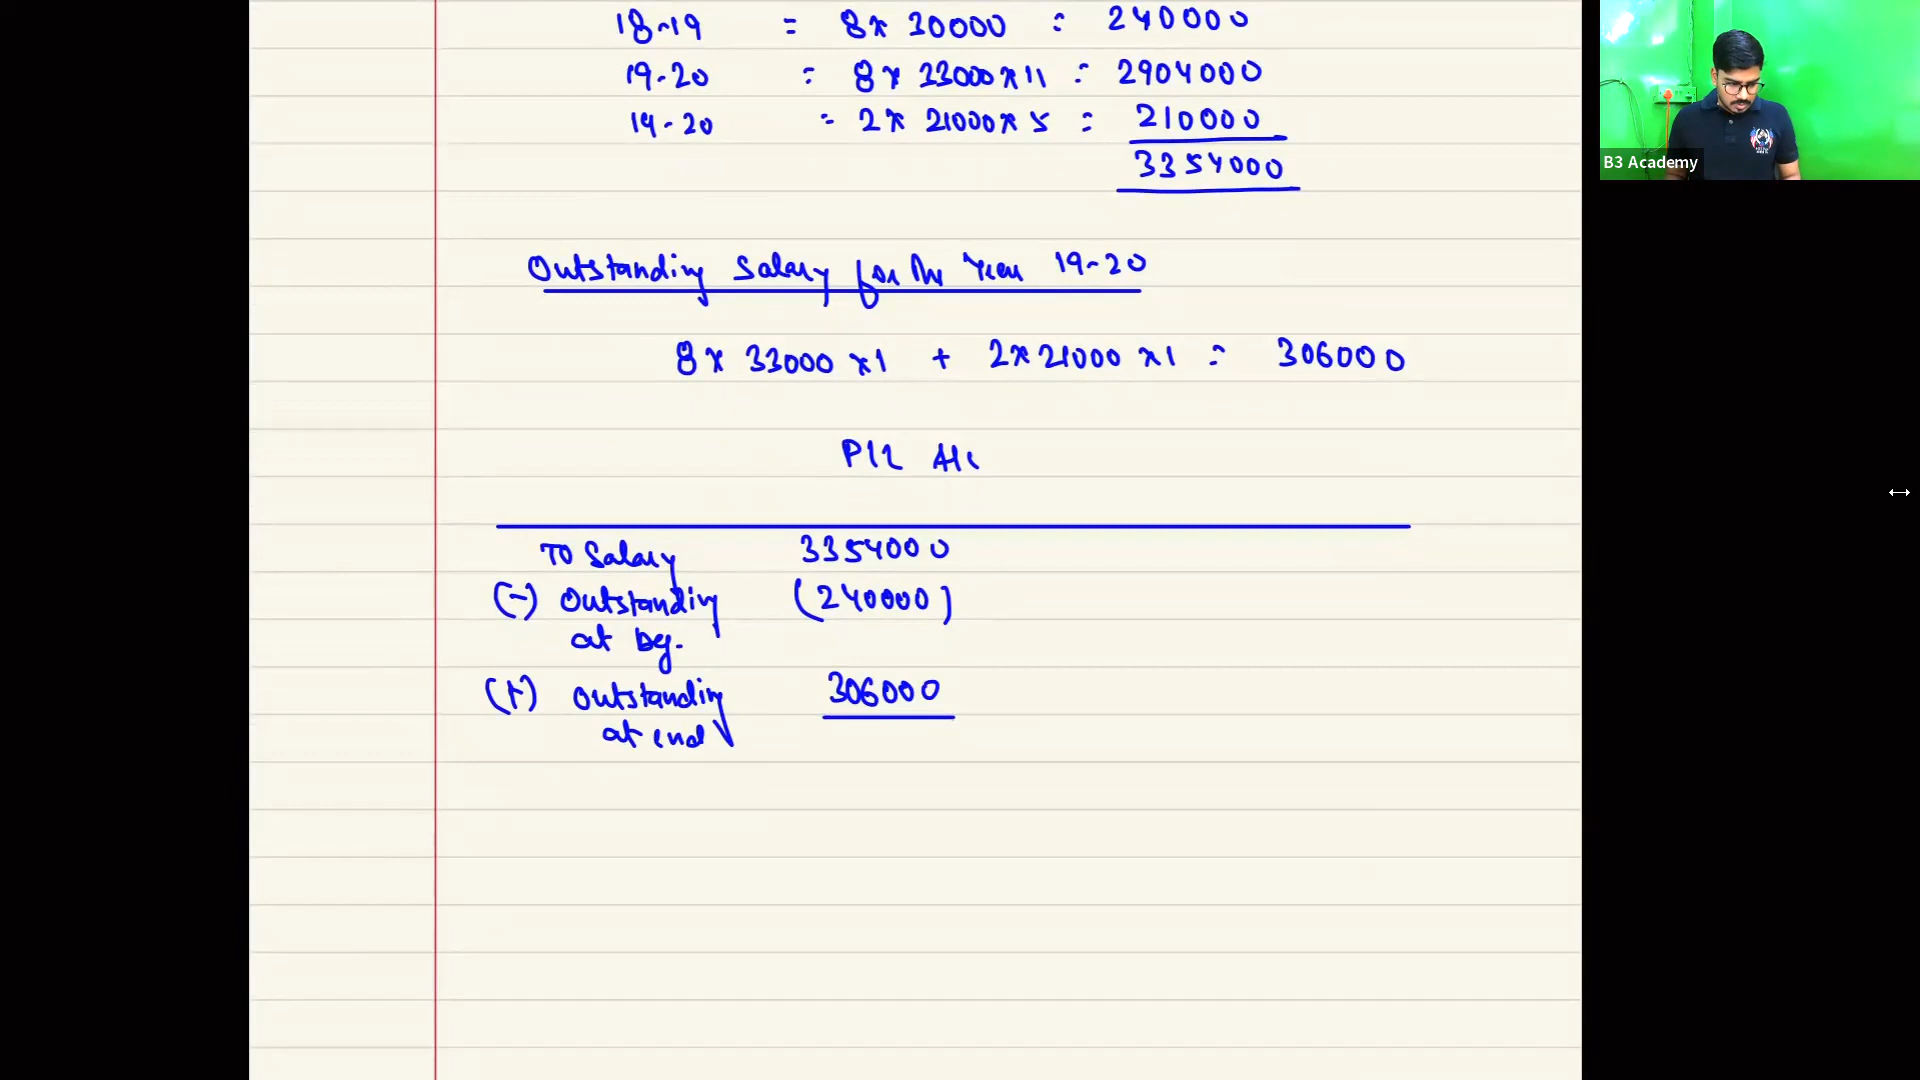 18-19 = 8 x 30000 = 240000
19-20 = 8 x 33000 x 11 = 2904000
19-20 = 2 x 21000 x 5 = 210000
3354000
Outstanding Salary for the Year 19-20
8 x 33000 x 1 + 2 x 21000 x 1 = 306000
P/L A/c
To Salary 3354000
(-) Outstanding (240000)
at beg.
(+) Outstanding 306000
at end
B3 Academy